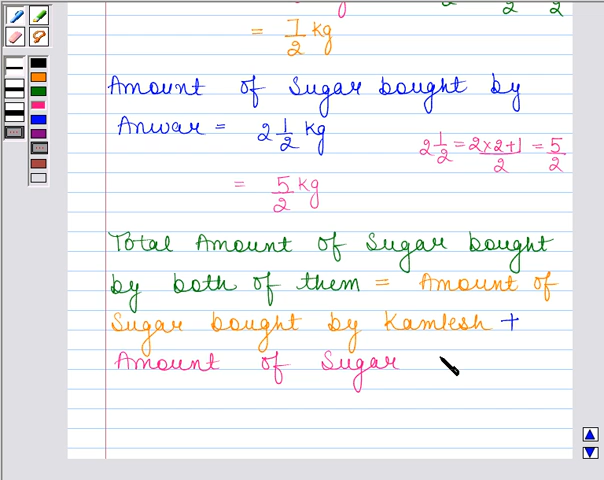 = 7/2 kg
Amount of Sugar bought by
Anwar = 2 1/2 kg
2 1/2 = 2×2+1/2 = 5/2
= 5/2 kg
Total Amount of Sugar bought
by both of them = Amount of
Sugar bought by Kamlesh +
Amount of Sugar